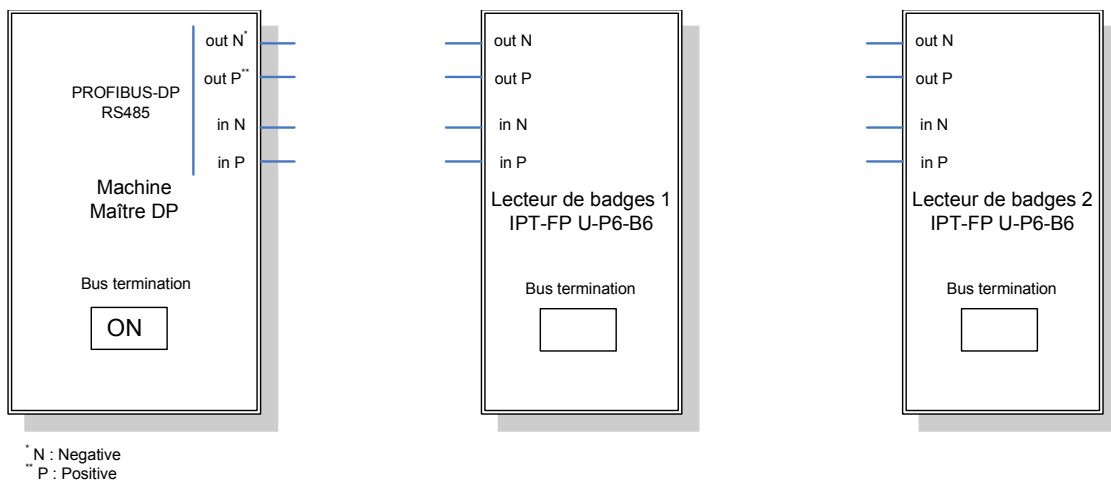 out N*
out P**
PROFIBUS-DP
RS485
in N
in P
Machine
Maître DP
Bus termination
ON
out N
out P
in N
in P
Lecteur de badges 1
IPT-FP U-P6-B6
Bus termination
out N
out P
in N
in P
Lecteur de badges 2
IPT-FP U-P6-B6
Bus termination
* N : Negative
** P : Positive